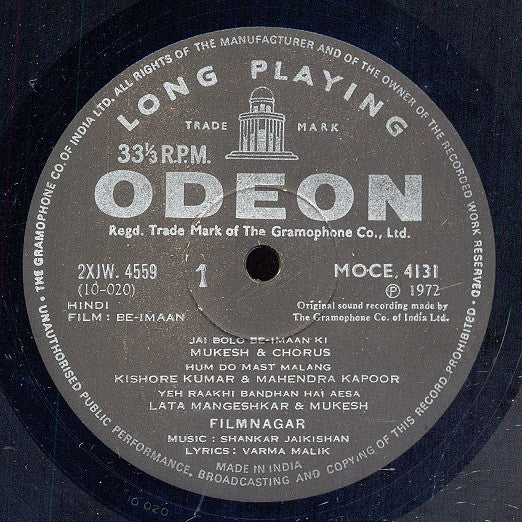 THE GRAMOPHONE CO. OF INDIA LTD. ALL RIGHTS OF THE MANUFACTURER AND OF THE OWNER OF THE RECORDED WORK RESERVED. UNAUTHORISED PUBLIC PERFORMANCE, BROADCASTING AND COPYING OF THIS RECORD PROHIBITED.
LONG PLAYING
TRADE MARK
33⅓ R.P.M.
ODEON
Regd. Trade Mark of The Gramophone Co., Ltd.
2XJW. 4559 1 MOCE. 4131
(10-020) ℗ 1972
HINDI Original sound recording made by
FILM : BE-IMAAN The Gramophone Co. of India Ltd.
JAI BOLO BE-IMAAN KI
MUKESH & CHORUS
HUM DO MAST MALANG
KISHORE KUMAR & MAHENDRA KAPOOR
YEH RAAKHI BANDHAN HAI AESA
LATA MANGESHKAR & MUKESH
FILMNAGAR
MUSIC : SHANKAR JAIKISHAN
LYRICS : VARMA MALIK
MADE IN INDIA
10 020